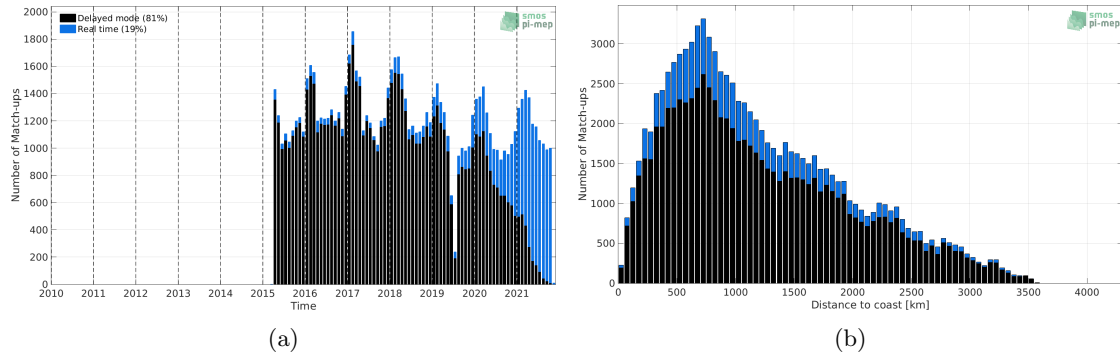 2000
1800
1600
1400
1200
1000
800
600
400
200
0
Number of Match-ups
Delayed mode (81%)
Real time (19%)
smos
pi-mep
2010 2011 2012 2013 2014 2015 2016 2017 2018 2019 2020 2021
Time
(a)
3000
2500
2000
1500
1000
500
0
Number of Match-ups
smos
pi-mep
0 500 1000 1500 2000 2500 3000 3500 4000
Distance to coast [km]
(b)